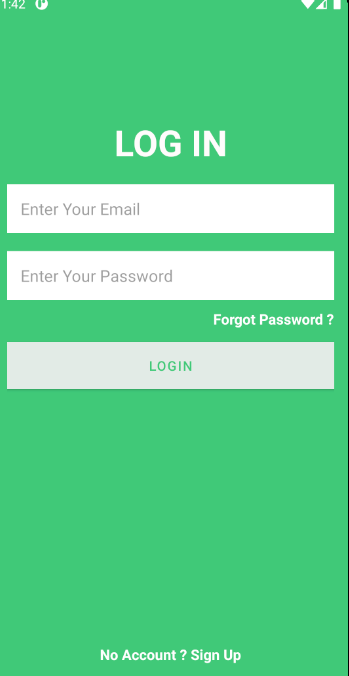 1:42
LOG IN
Enter Your Email
Enter Your Password
Forgot Password ?
LOGIN
No Account ? Sign Up